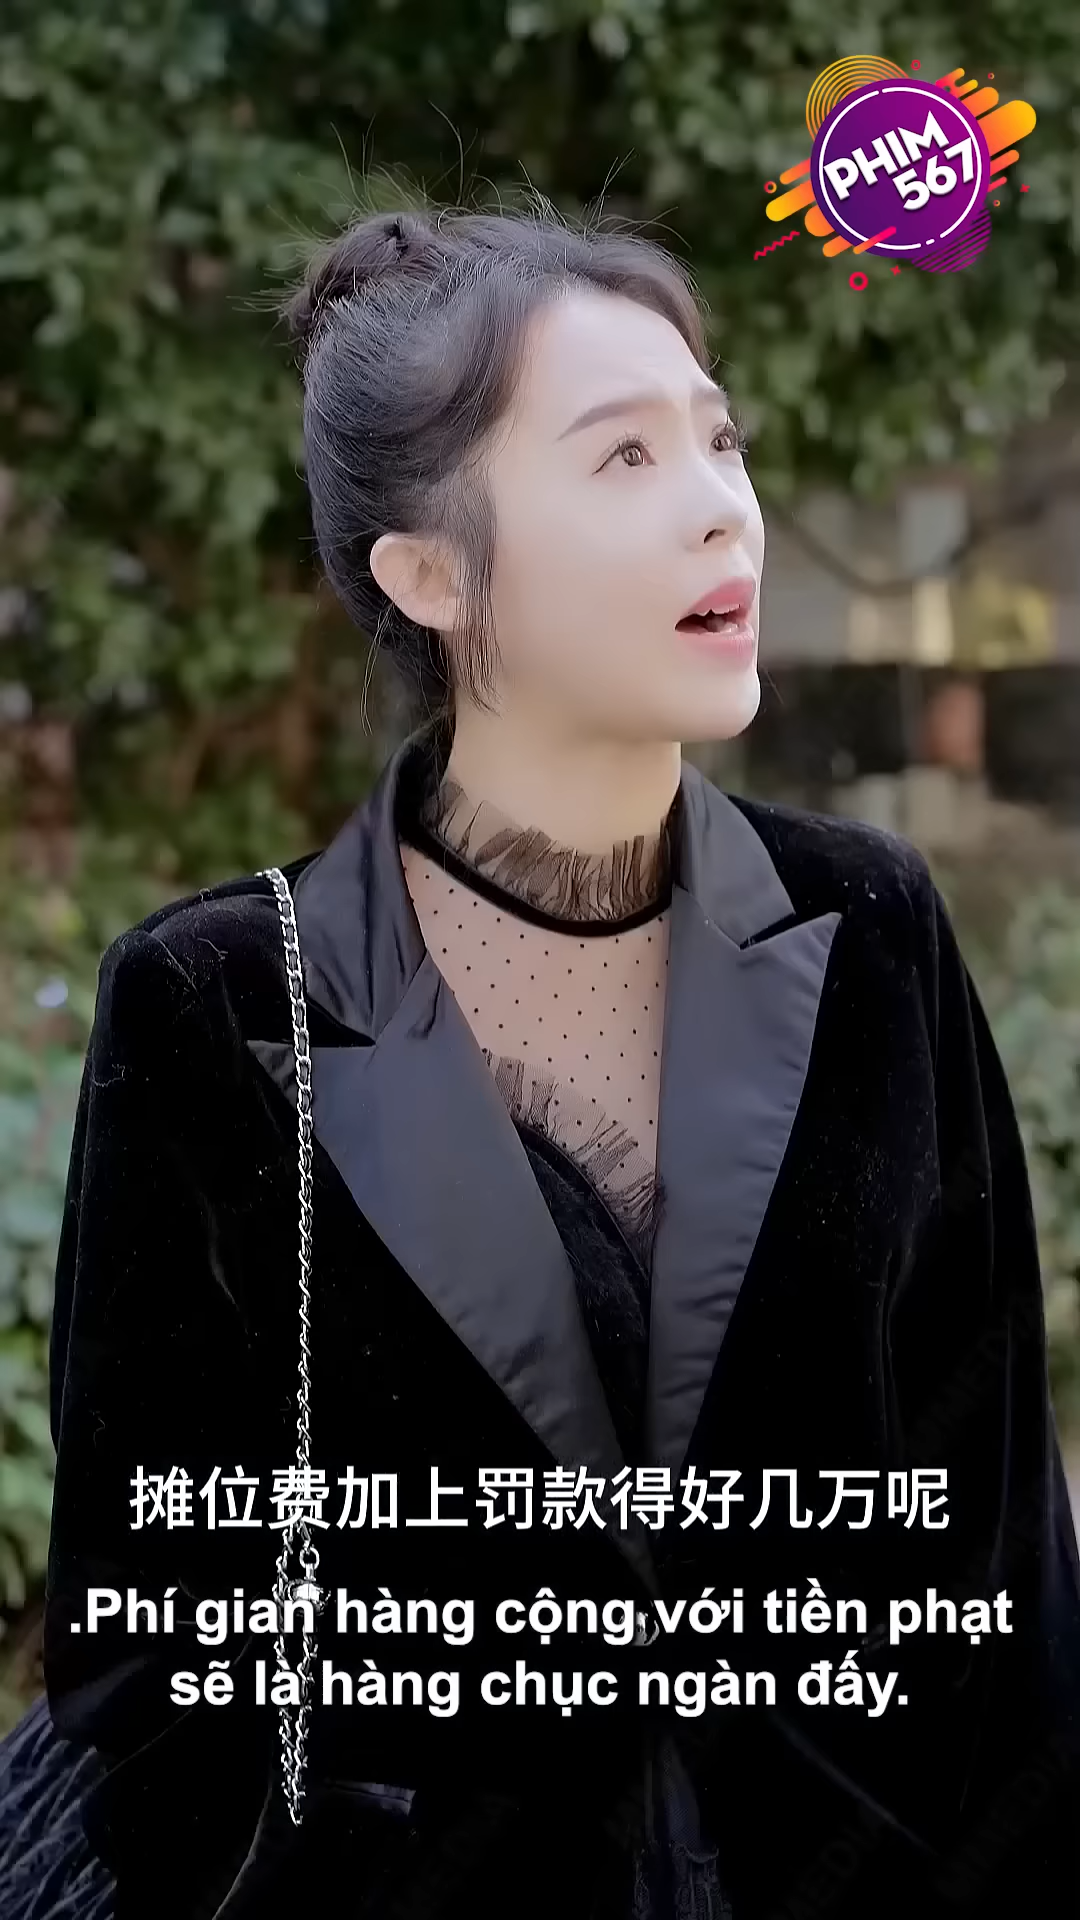 PHIM
567
摊位费加上罚款得好几万呢
.Phí gian hàng cộng với tiền phạt
sẽ là hàng chục ngàn đấy.